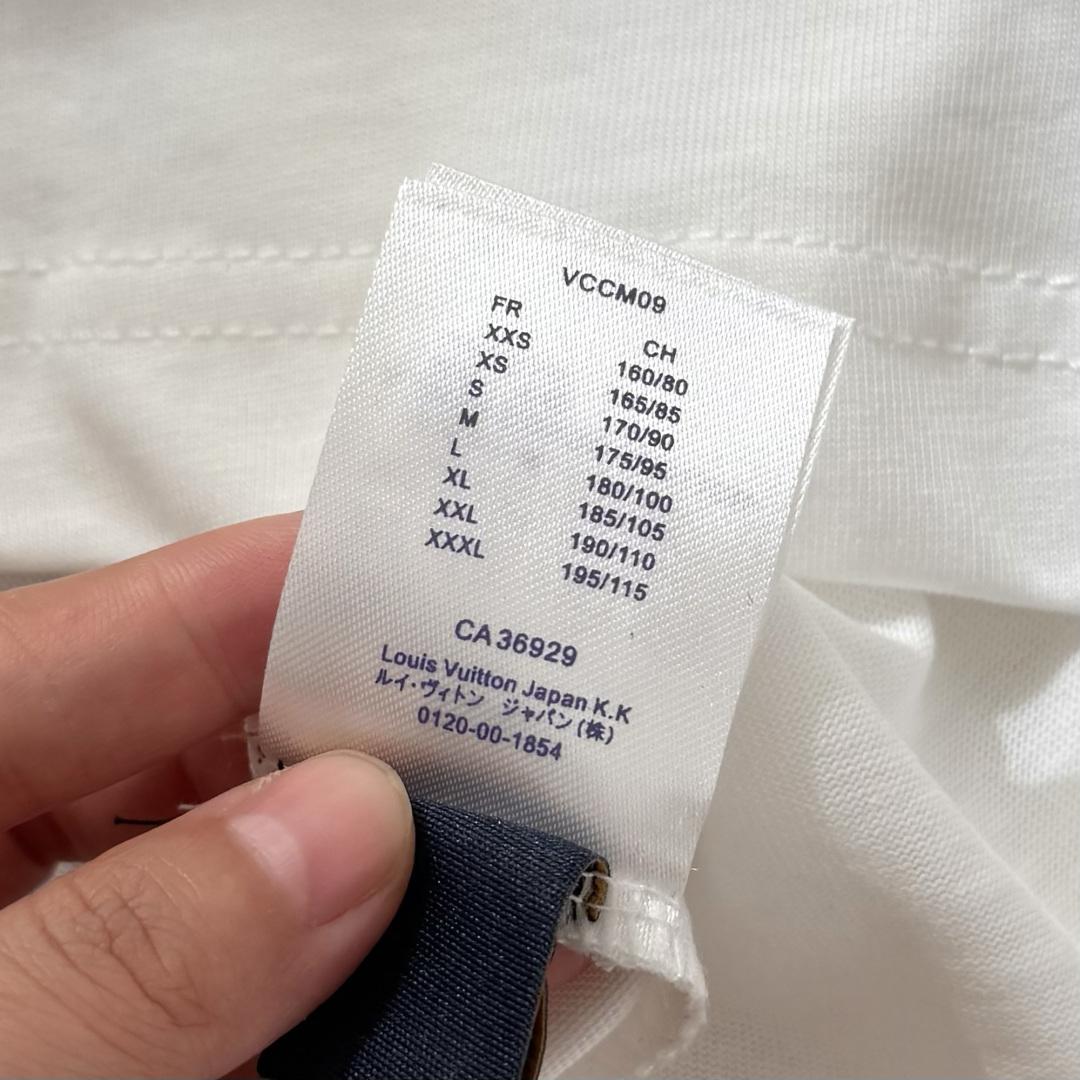 VCCM09
FR CH
XXS 160/80
XS 165/85
S 170/90
M 175/95
L 180/100
XL 185/105
XXL 190/110
XXXL 195/115
CA 36929
Louis Vuitton Japan K.K
ルイ・ヴィトン ジャパン (株)
0120-00-1854